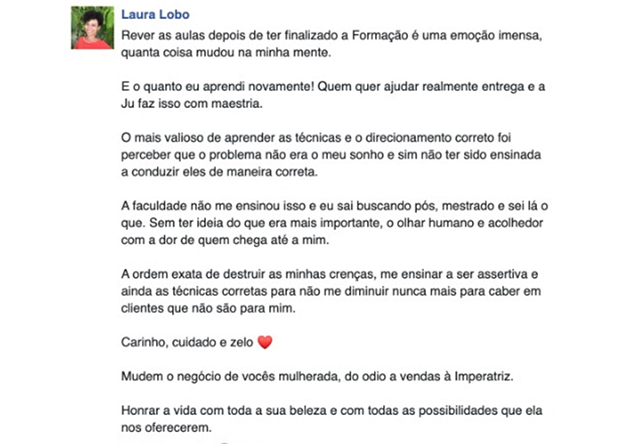 Laura Lobo
Rever as aulas depois de ter finalizado a Formação é uma emoção imensa,
quanta coisa mudou na minha mente.
E o quanto eu aprendi novamente! Quem quer ajudar realmente entrega e a
Ju faz isso com maestria.
O mais valioso de aprender as técnicas e o direcionamento correto foi
perceber que o problema não era o meu sonho e sim não ter sido ensinada
a conduzir eles de maneira correta.
A faculdade não me ensinou isso e eu sai buscando pós, mestrado e sei lá o
que. Sem ter ideia do que era mais importante, o olhar humano e acolhedor
com a dor de quem chega até a mim.
A ordem exata de destruir as minhas crenças, me ensinar a ser assertiva e
ainda as técnicas corretas para não me diminuir nunca mais para caber em
clientes que não são para mim.
Carinho, cuidado e zelo ❤️
Mudem o negócio de vocês mulherada, do odio a vendas à Imperatriz.
Honrar a vida com toda a sua beleza e com todas as possibilidades que ela
nos oferecerem.